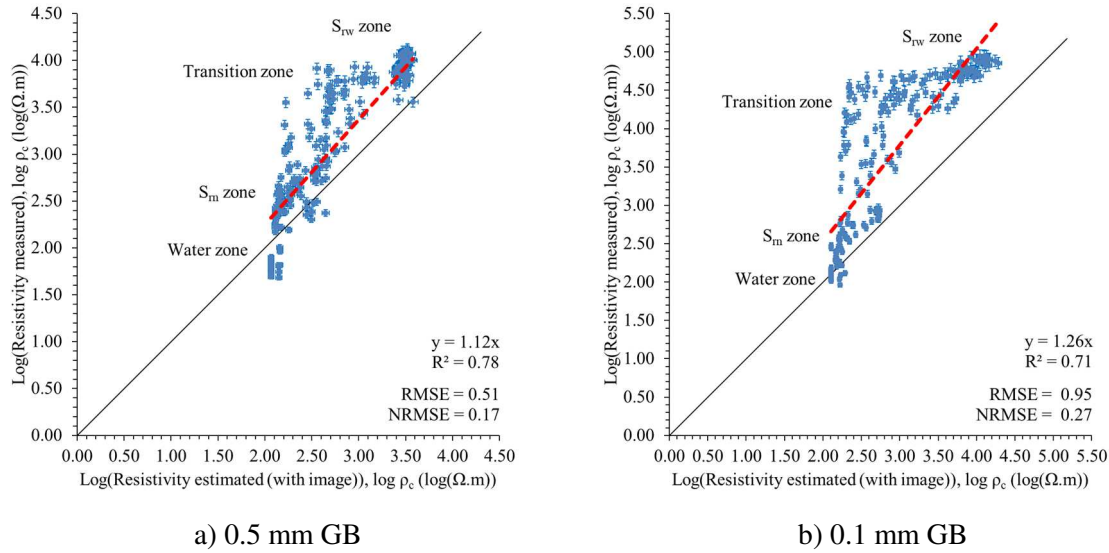 Log(Resistivity measured), log ρc (log(Ω.m))
4.50
4.00
3.50
3.00
2.50
2.00
1.50
1.00
0.50
0.00
Srw zone
Transition zone
Srn zone
Water zone
y = 1.12x
R² = 0.78
RMSE = 0.51
NRMSE = 0.17
0.00 0.50 1.00 1.50 2.00 2.50 3.00 3.50 4.00 4.50
Log(Resistivity estimated (with image)), log ρc (log(Ω.m))
a) 0.5 mm GB
Log(Resistivity measured), log ρc (log(Ω.m))
5.50
5.00
4.50
4.00
3.50
3.00
2.50
2.00
1.50
1.00
0.50
0.00
Srw zone
Transition zone
Srn zone
Water zone
y = 1.26x
R² = 0.71
RMSE = 0.95
NRMSE = 0.27
0.00 0.50 1.00 1.50 2.00 2.50 3.00 3.50 4.00 4.50 5.00 5.50
Log(Resistivity estimated (with image)), log ρc (log(Ω.m))
b) 0.1 mm GB